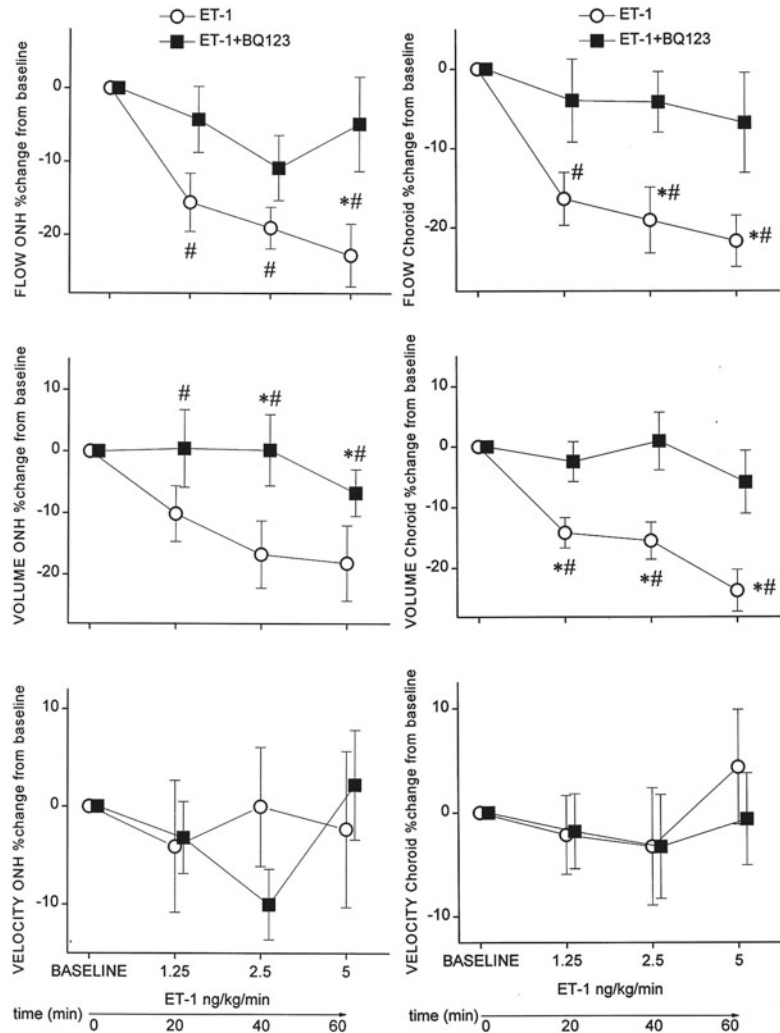 ET-1
ET-1+BQ123
FLOW ONH %change from baseline
0
-10
-20
#
#
*#
ET-1
ET-1+BQ123
FLOW Choroid %change from baseline
0
-10
-20
#
*#
*#
VOLUME ONH %change from baseline
10
0
-10
-20
#
*#
*#
VOLUME Choroid %change from baseline
10
0
-10
-20
*#
*#
*#
VELOCITY ONH %change from baseline
10
0
-10
BASELINE 1.25 2.5 5
ET-1 ng/kg/min
time (min) 0 20 40 60
VELOCITY Choroid %change from baseline
10
0
-10
BASELINE 1.25 2.5 5
ET-1 ng/kg/min
time (min) 0 20 40 60